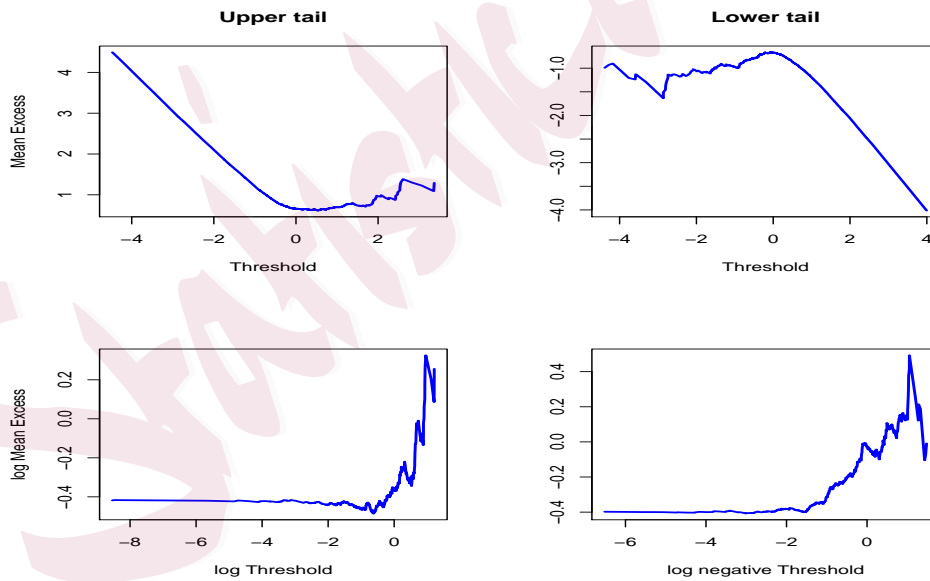 Upper tail
Lower tail
Mean Excess
4
3
2
1
−4 −2 0 2
Threshold
−1.0
−2.0
−3.0
−4.0
−4 −2 0 2 4
Threshold
log Mean Excess
0.2
0.0
−0.2
−0.4
−8 −6 −4 −2 0
log Threshold
0.4
0.2
0.0
−0.2
−0.4
−6 −4 −2 0
log negative Threshold